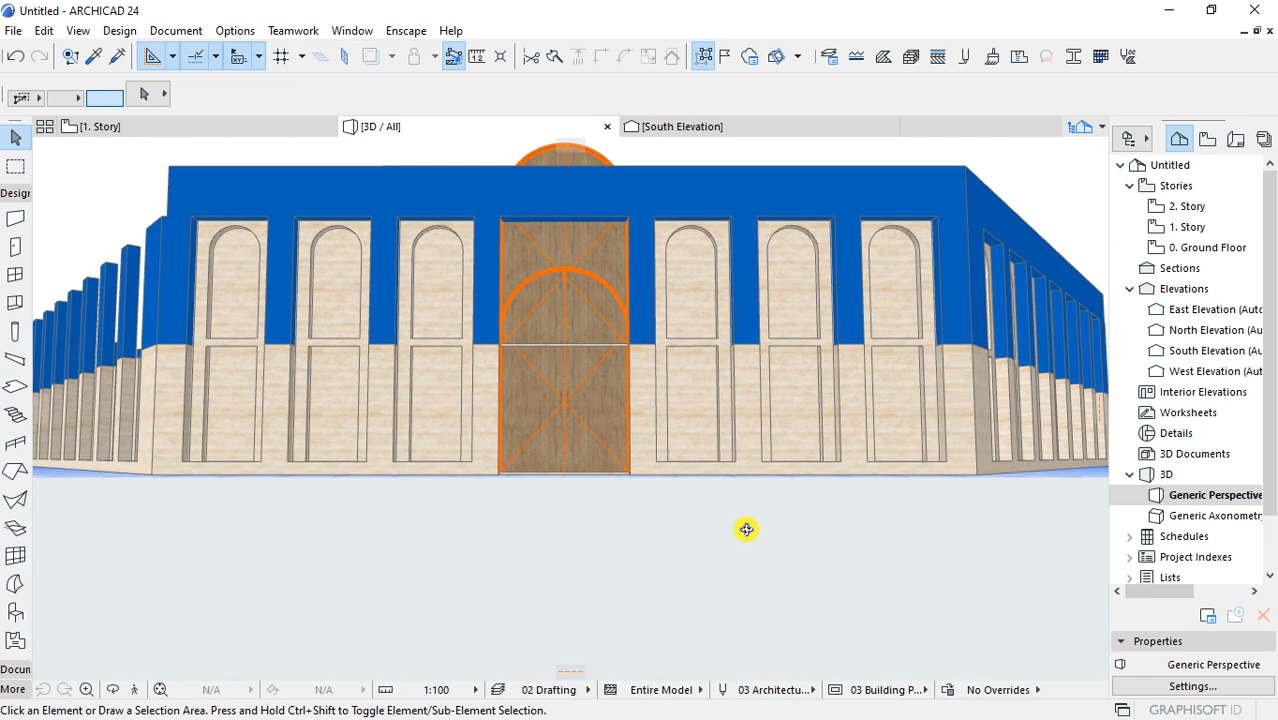 Untitled - ARCHICAD 24
File Edit View Design Document Options Teamwork Window Enscape Help
[1. Story]
[3D / All]
[South Elevation]
Design
Untitled
Stories
2. Story
1. Story
0. Ground Floor
Sections
Elevations
East Elevation (Auto
North Elevation (Au
South Elevation (Au
West Elevation (Aut
Interior Elevations
Worksheets
Details
3D Documents
3D
Generic Perspective
Generic Axonometr
Schedules
Project Indexes
Lists
Properties
Generic Perspective
Settings...
Docun
More
N/A
N/A
1:100
02 Drafting
Entire Model
03 Architectu...
03 Building P...
No Overrides
Click an Element or Draw a Selection Area. Press and Hold Ctrl+Shift to Toggle Element/Sub-Element Selection.
GRAPHISOFT ID